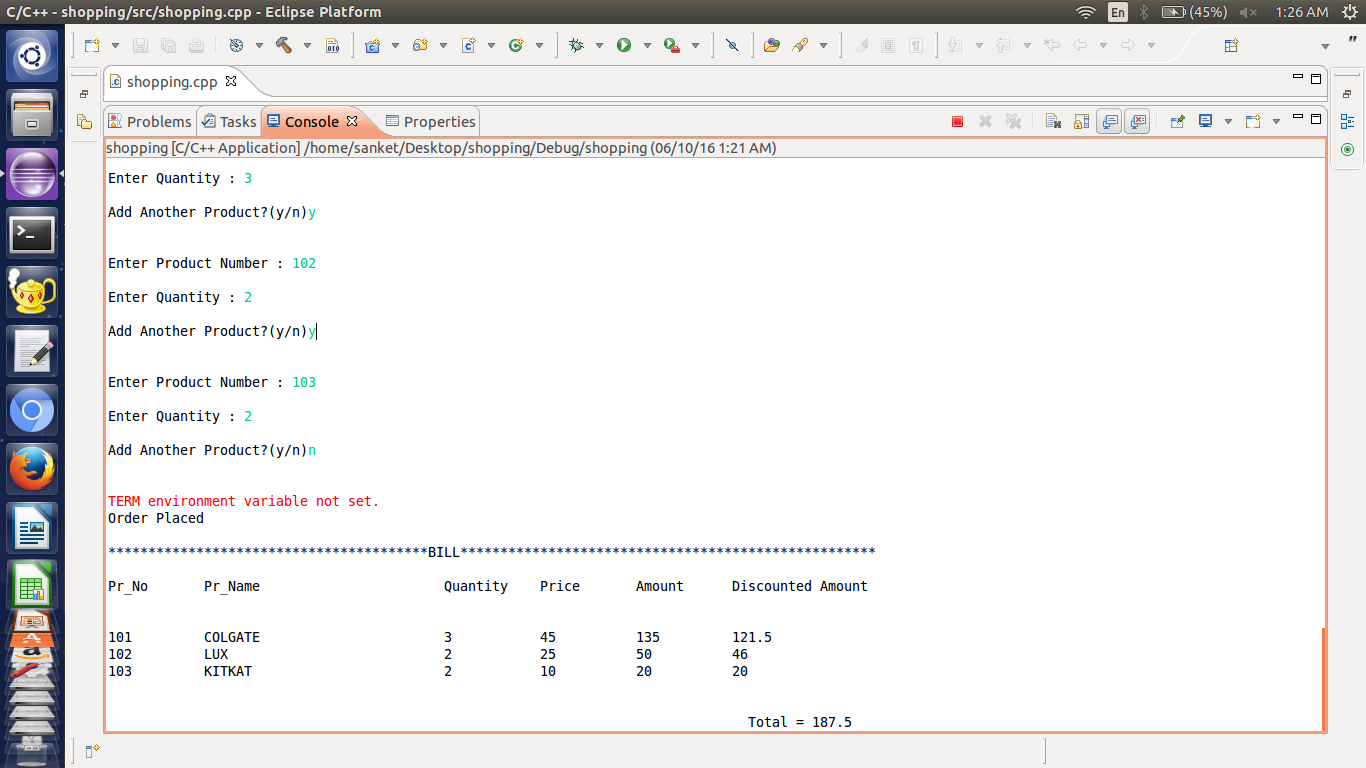 C/C++ - shopping/src/shopping.cpp - Eclipse Platform En (45%) 1:26 AM
shopping.cpp
Problems Tasks Console Properties
shopping [C/C++ Application] /home/sanket/Desktop/shopping/Debug/shopping (06/10/16 1:21 AM)
Enter Quantity : 3
Add Another Product?(y/n)y
Enter Product Number : 102
Enter Quantity : 2
Add Another Product?(y/n)y
Enter Product Number : 103
Enter Quantity : 2
Add Another Product?(y/n)n
TERM environment variable not set.
Order Placed
****************************************BILL****************************************************
Pr_No Pr_Name Quantity Price Amount Discounted Amount
101 COLGATE 3 45 135 121.5
102 LUX 2 25 50 46
103 KITKAT 2 10 20 20
Total = 187.5